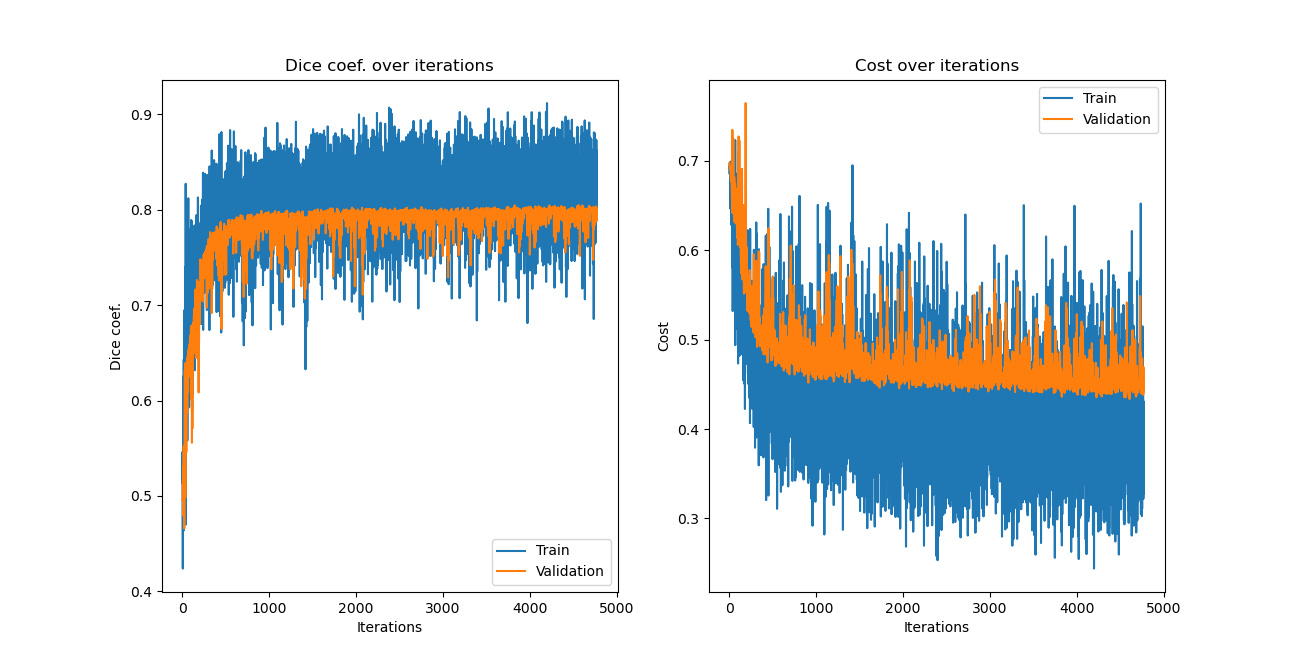 Dice coef. over iterations
Dice coef.
0.9
0.8
0.7
0.6
0.5
0.4
0
1000
2000
3000
4000
5000
Iterations
Train
Validation
Cost over iterations
Cost
0.7
0.6
0.5
0.4
0.3
0
1000
2000
3000
4000
5000
Iterations
Train
Validation